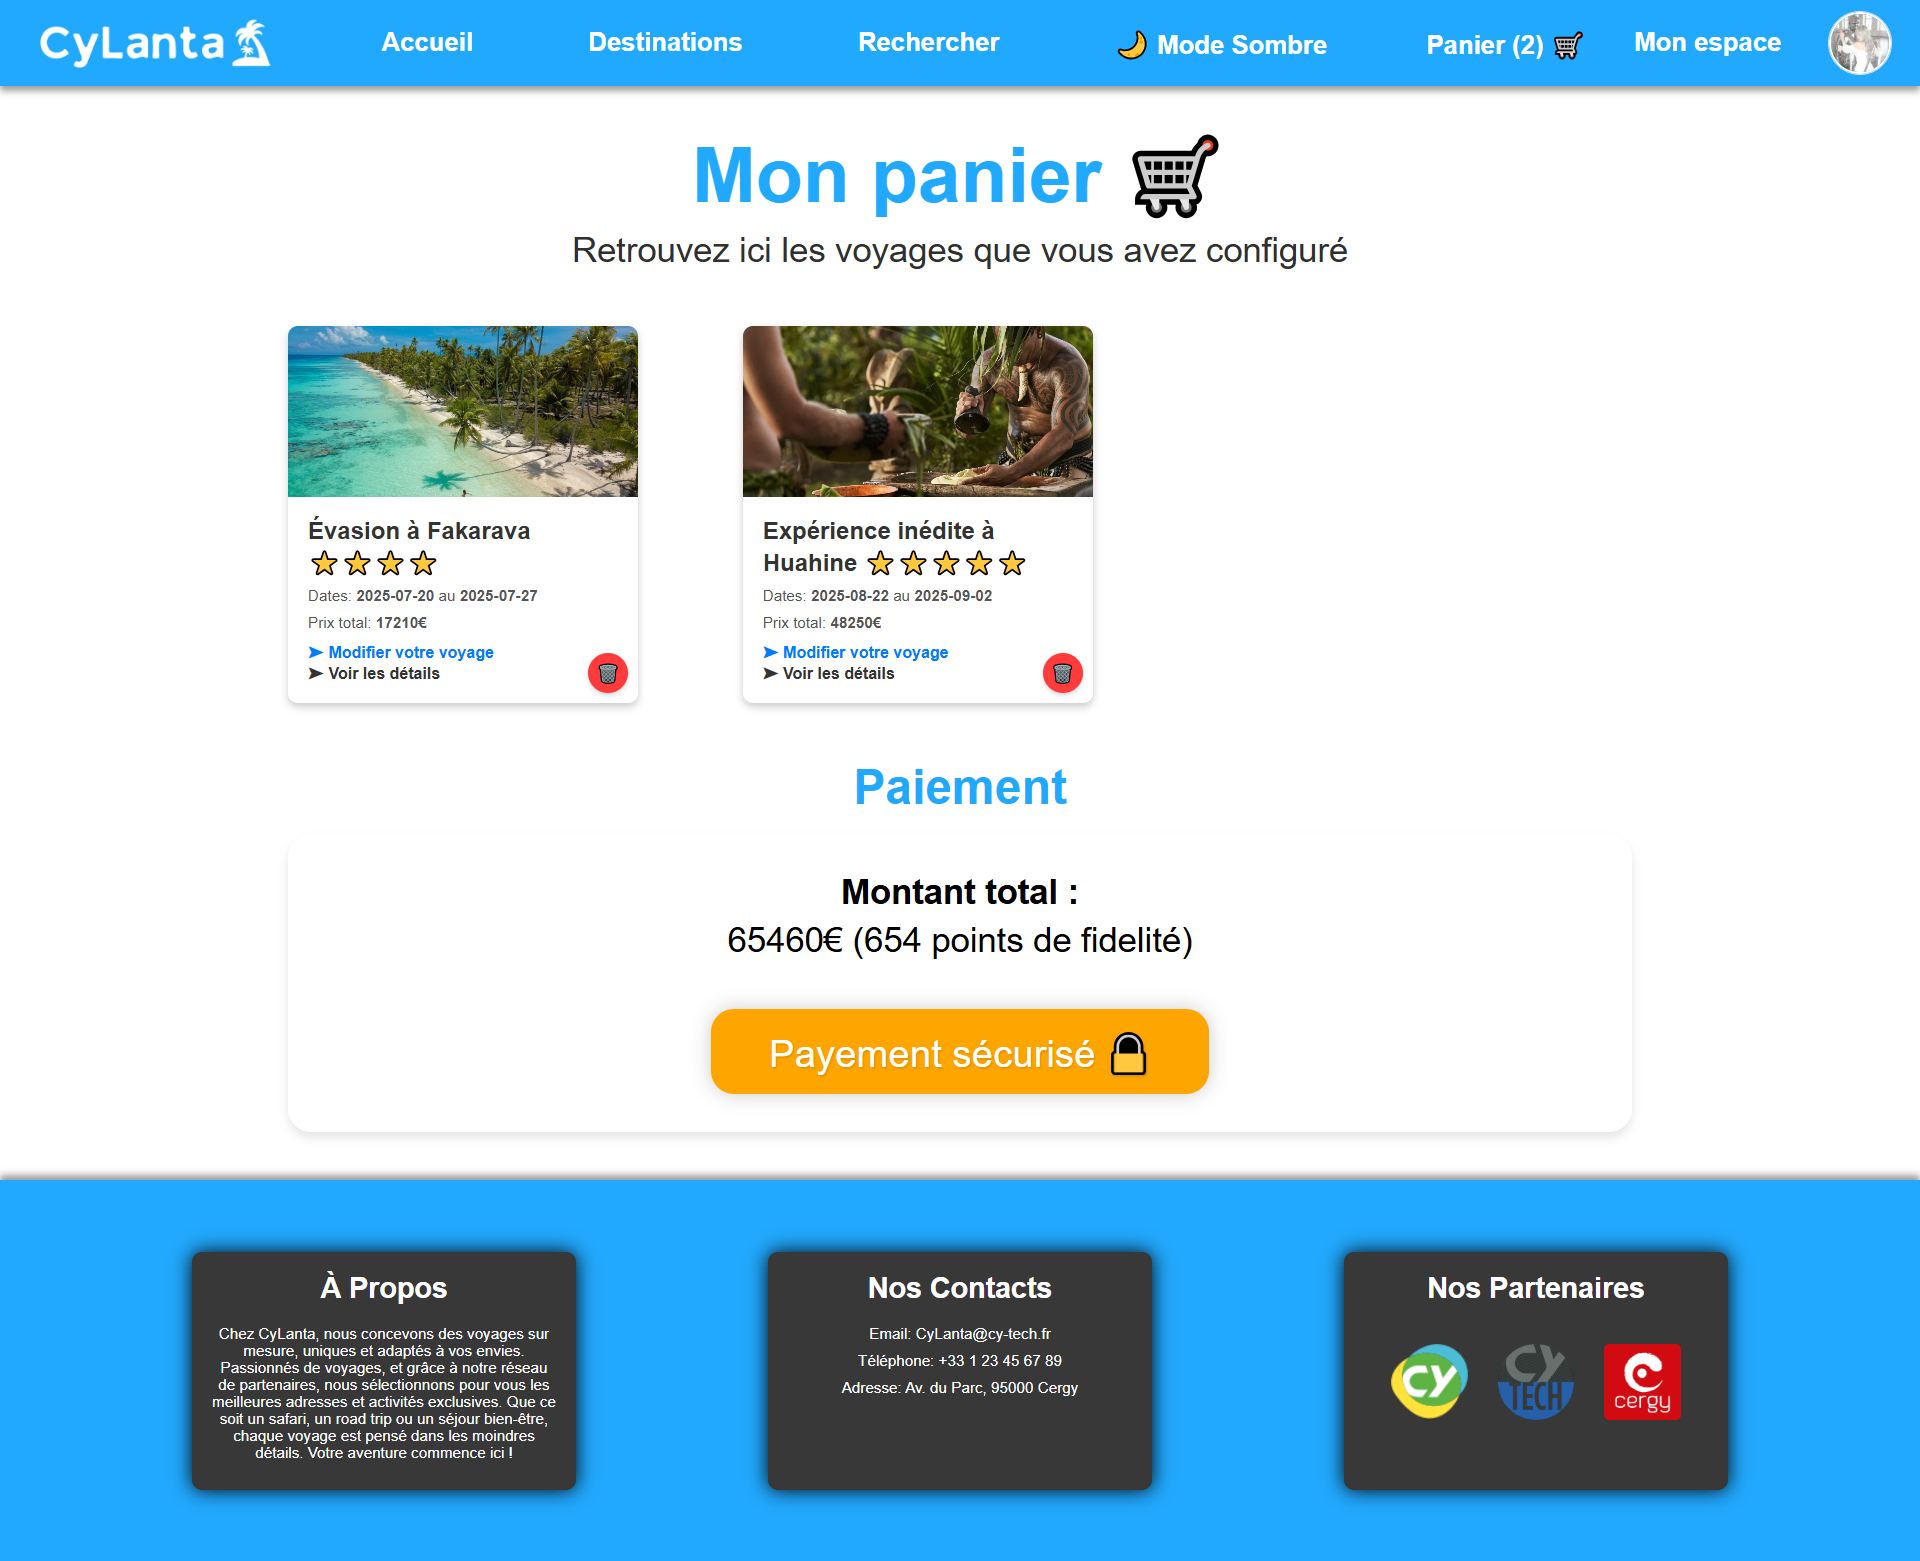 CyLanta
Accueil
Destinations
Rechercher
Mode Sombre
Panier (2)
Mon espace
Mon panier
Retrouvez ici les voyages que vous avez configuré
Évasion à Fakarava
Dates: 2025-07-20 au 2025-07-27
Prix total: 17210€
➤ Modifier votre voyage
➤ Voir les détails
Expérience inédite à
Huahine
Dates: 2025-08-22 au 2025-09-02
Prix total: 48250€
➤ Modifier votre voyage
➤ Voir les détails
Paiement
Montant total :
65460€ (654 points de fidelité)
Payement sécurisé
À Propos
Chez CyLanta, nous concevons des voyages sur
mesure, uniques et adaptés à vos envies.
Passionnés de voyages, et grâce à notre réseau
de partenaires, nous sélectionnons pour vous les
meilleures adresses et activités exclusives. Que ce
soit un safari, un road trip ou un séjour bien-être,
chaque voyage est pensé dans les moindres
détails. Votre aventure commence ici !
Nos Contacts
Email: CyLanta@cy-tech.fr
Téléphone: +33 1 23 45 67 89
Adresse: Av. du Parc, 95000 Cergy
Nos Partenaires
CY
CY
TECH
cergy